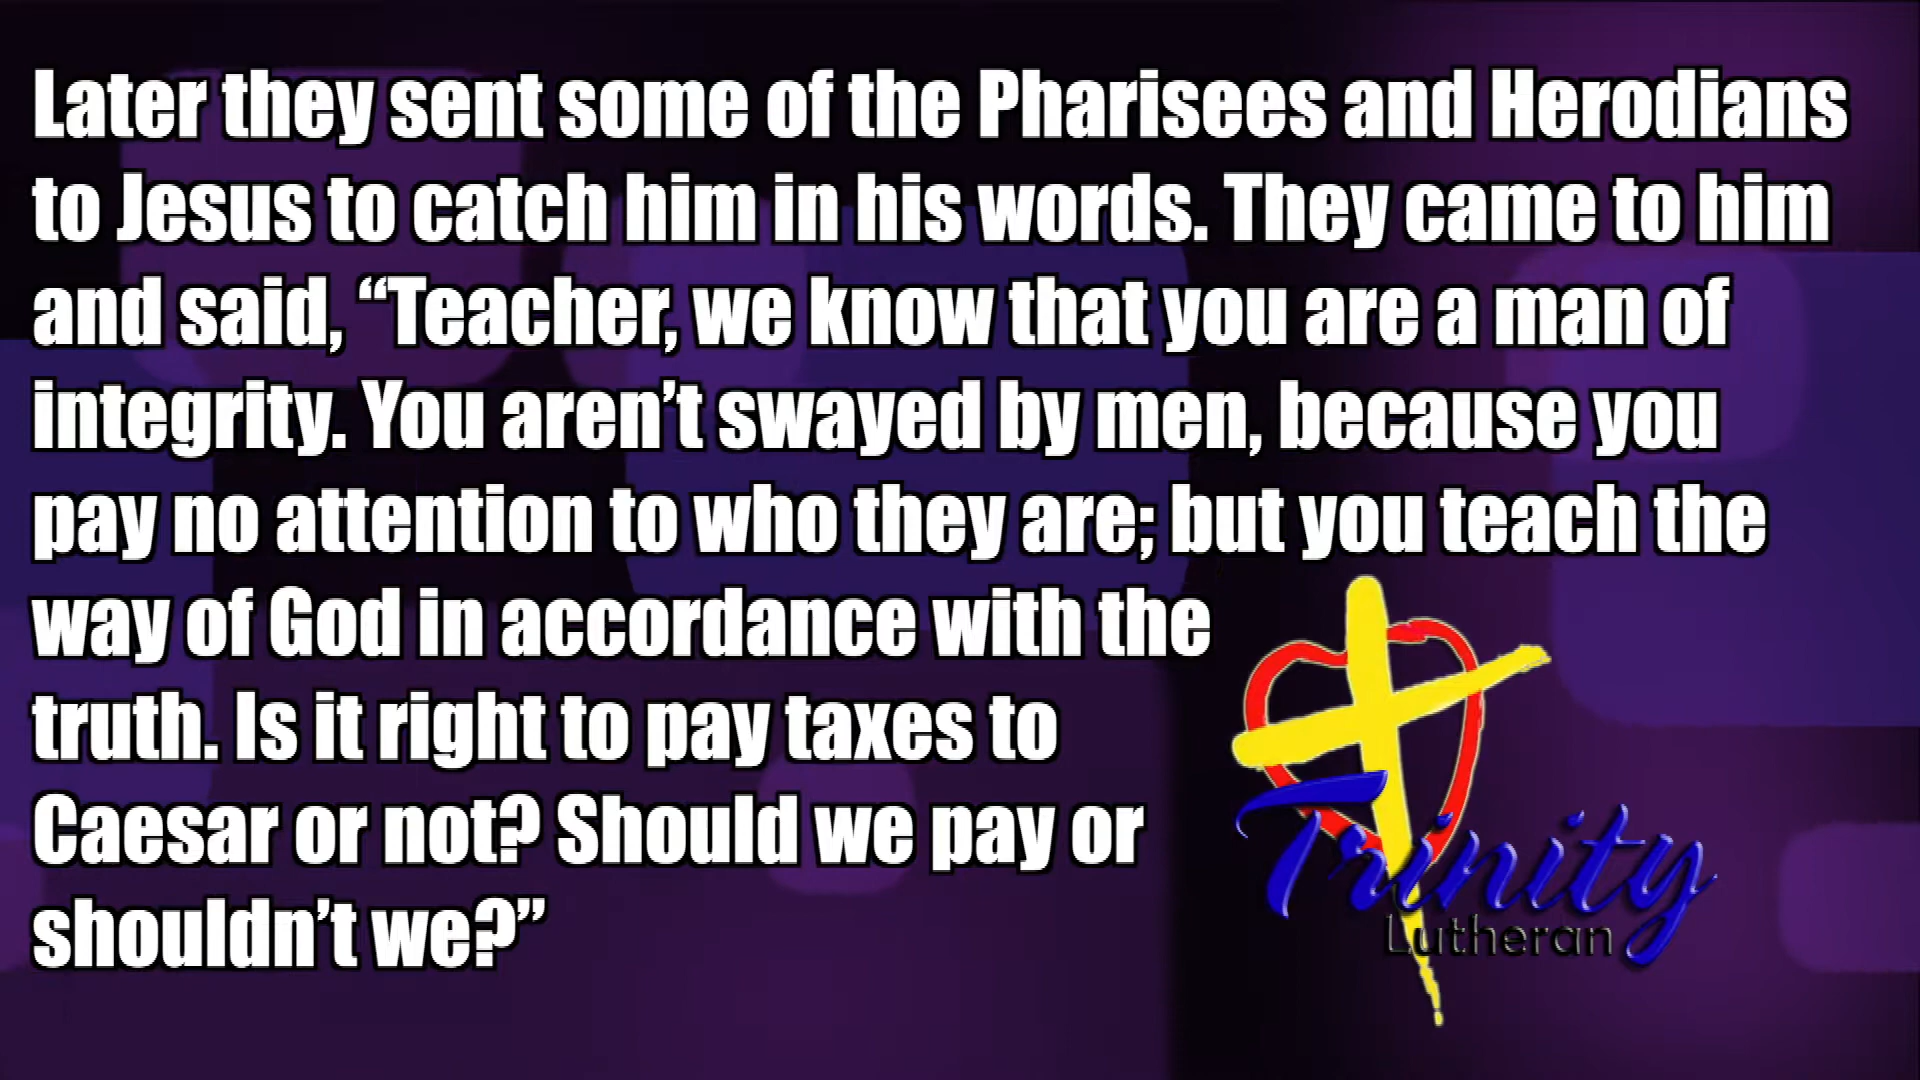 Later they sent some of the Pharisees and Herodians
to Jesus to catch him in his words. They came to him
and said, “Teacher, we know that you are a man of
integrity. You aren’t swayed by men, because you
pay no attention to who they are; but you teach the
way of God in accordance with the
truth. Is it right to pay taxes to
Caesar or not? Should we pay or
shouldn’t we?”
Trinity
Lutheran